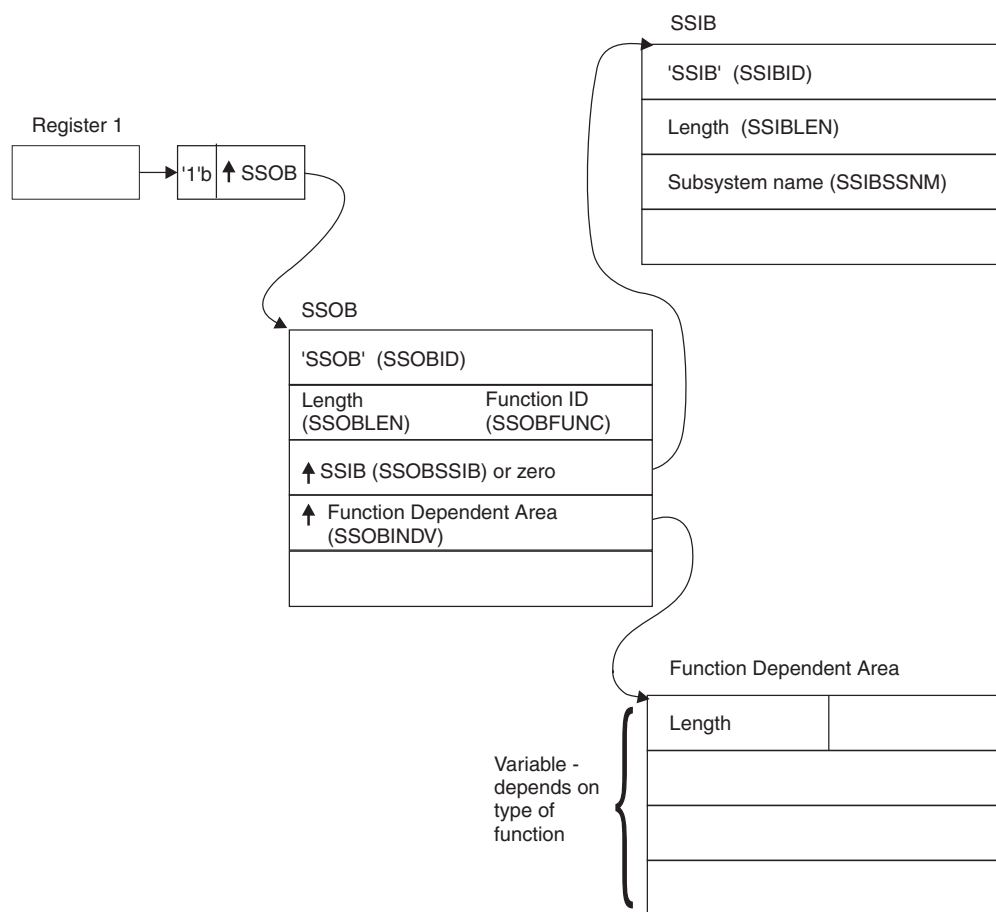 SSIB
'SSIB' (SSIBID)
Length (SSIBLEN)
Subsystem name (SSIBSSNM)
Register 1
'1'b
↑ SSOB
SSOB
'SSOB' (SSOBID)
Length
(SSOBLEN)
Function ID
(SSOBFUNC)
↑ SSIB (SSOBSSIB) or zero
↑ Function Dependent Area
(SSOBINDV)
Function Dependent Area
Length
Variable -
depends on
type of
function